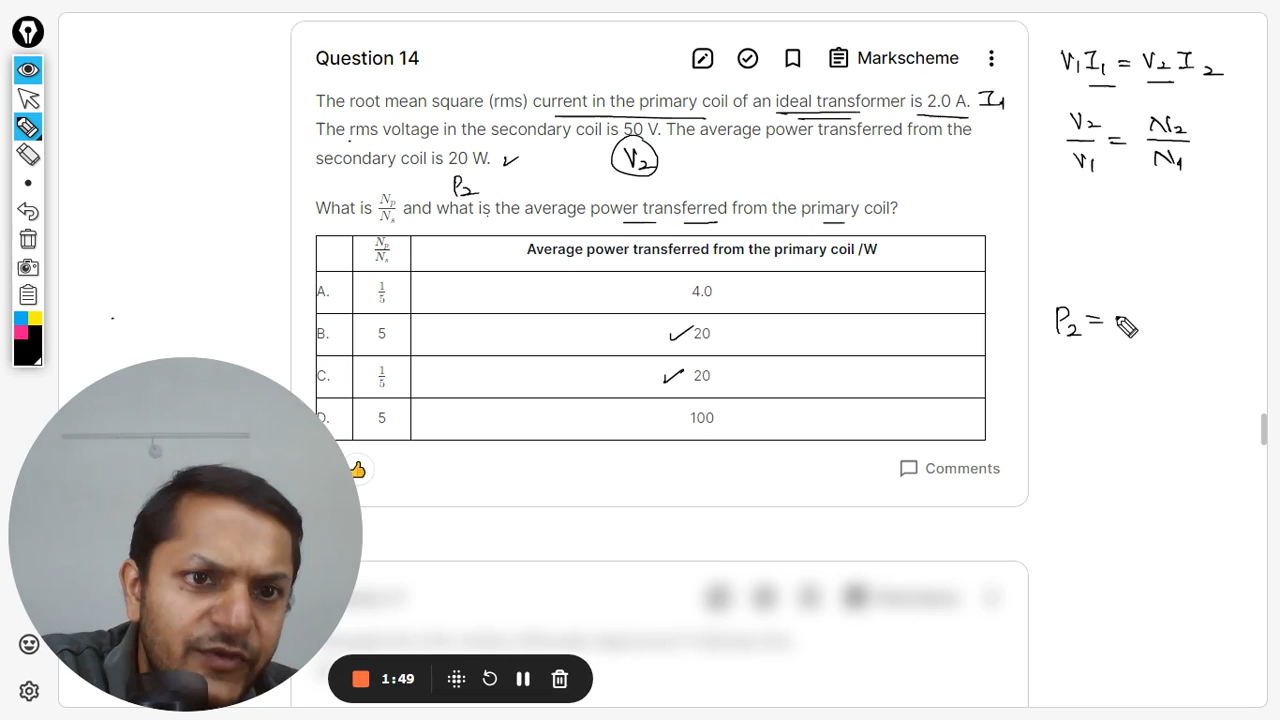 Question 14
Markscheme
The root mean square (rms) current in the primary coil of an ideal transformer is 2.0 A. I1
The rms voltage in the secondary coil is 50 V. The average power transferred from the
secondary coil is 20 W. ✓
V2
P2
What is Np/Ns and what is the average power transferred from the primary coil?
Np/Ns Average power transferred from the primary coil /W
A. 1/5 4.0
B. 5 ✓ 20
C. 1/5 ✓ 20
D. 5 100
Comments
V1 I1 = V2 I2
V2/V1 = N2/N1
P2 =
1:49